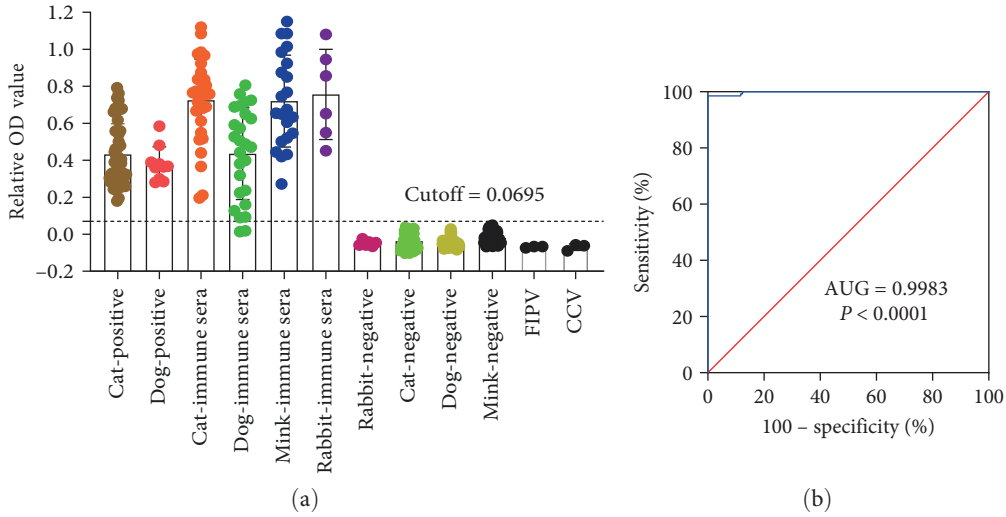 1.2
1.0
0.8
0.6
0.4
0.2
0.0
−0.2
Relative OD value
Cutoff = 0.0695
Cat-positive
Dog-positive
Cat-immune sera
Dog-immune sera
Mink-immune sera
Rabbit-immune sera
Rabbit-negative
Cat-negative
Dog-negative
Mink-negative
FIPV
CCV
(a)
100
80
60
40
20
0
Sensitivity (%)
AUG = 0.9983
P < 0.0001
0 20 40 60 80 100
100 – specificity (%)
(b)